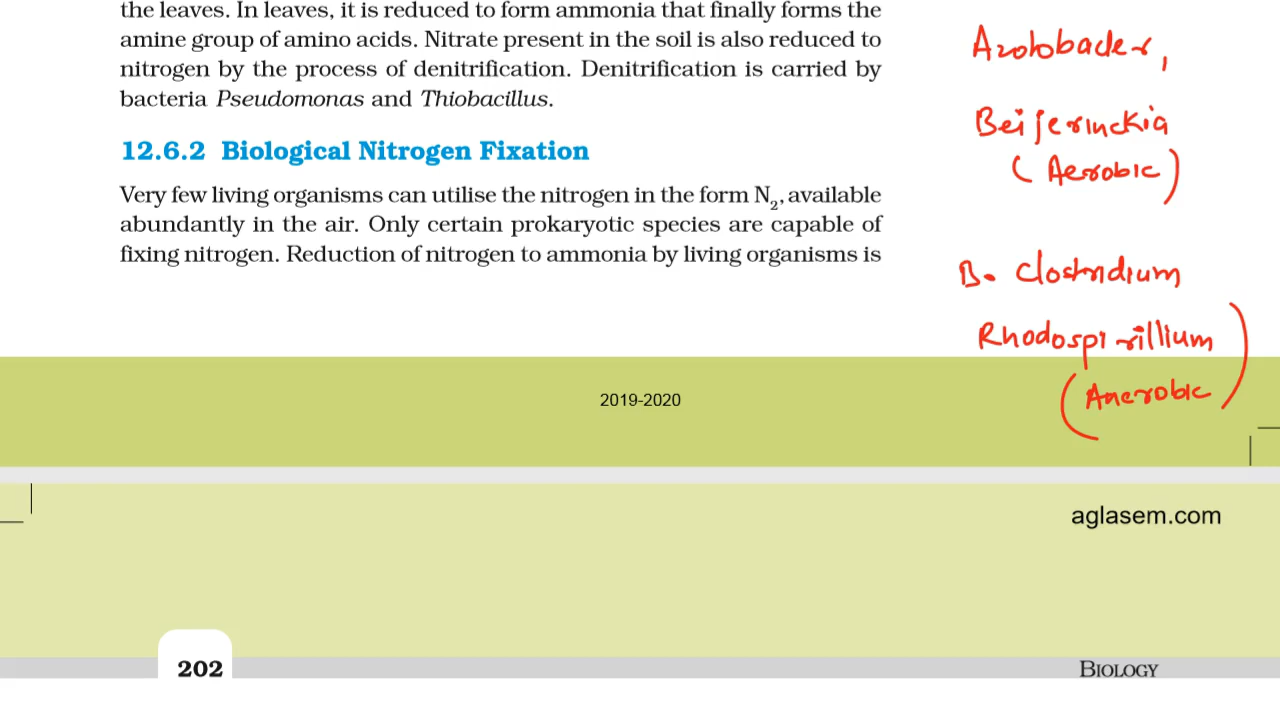 the leaves. In leaves, it is reduced to form ammonia that finally forms the
amine group of amino acids. Nitrate present in the soil is also reduced to
nitrogen by the process of denitrification. Denitrification is carried by
bacteria Pseudomonas and Thiobacillus.
12.6.2 Biological Nitrogen Fixation
Very few living organisms can utilise the nitrogen in the form N₂, available
abundantly in the air. Only certain prokaryotic species are capable of
fixing nitrogen. Reduction of nitrogen to ammonia by living organisms is
Azotobacter,
Beijerinckia
(Aerobic)
B. Clostridium
Rhodospirillium
(Anerobic)
2019-2020
aglasem.com
202
BIOLOGY